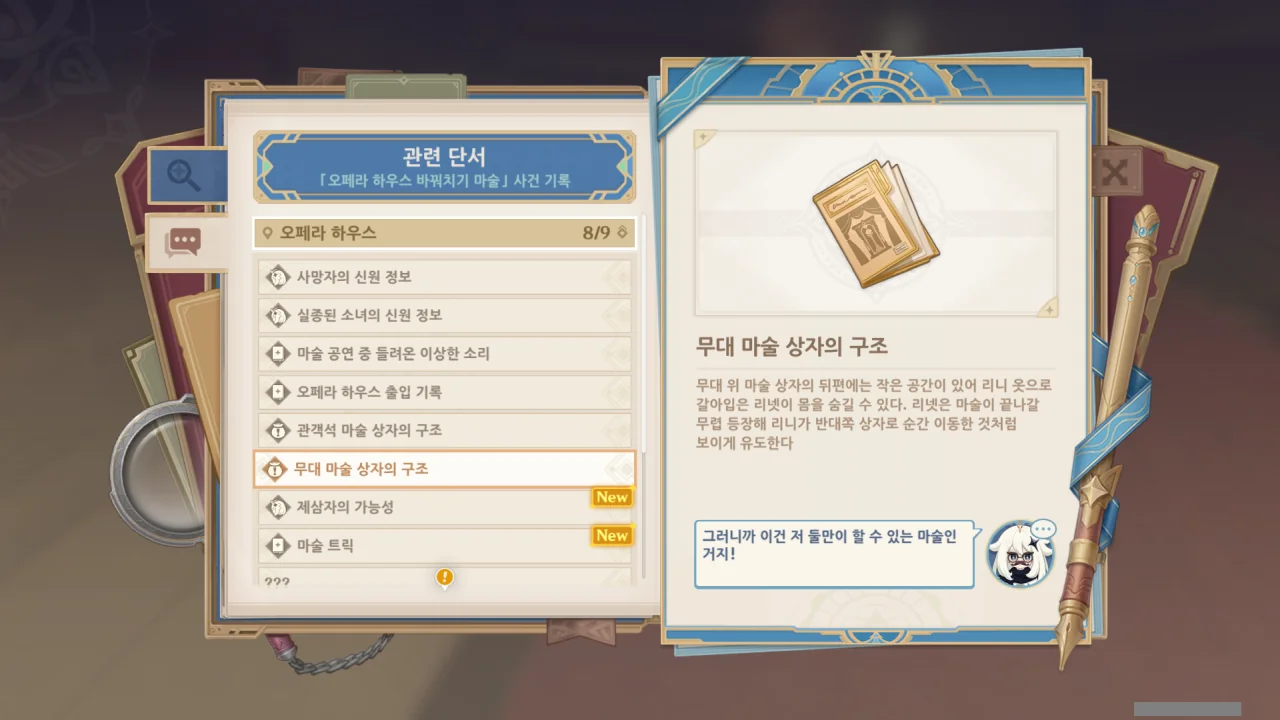 관련 단서
「오페라 하우스 바꿔치기 마술」 사건 기록
오페라 하우스 8/9
사망자의 신원 정보
실종된 소녀의 신원 정보
마술 공연 중 들려온 이상한 소리
오페라 하우스 출입 기록
관객석 마술 상자의 구조
무대 마술 상자의 구조
제삼자의 가능성 New
마술 트릭 New
???
무대 마술 상자의 구조
무대 위 마술 상자의 뒤편에는 작은 공간이 있어 리니 옷으로
갈아입은 리넷이 몸을 숨길 수 있다. 리넷은 마술이 끝나갈
무렵 등장해 리니가 반대쪽 상자로 순간 이동한 것처럼
보이게 유도한다
그러니까 이건 저 둘만이 할 수 있는 마술인
거지!